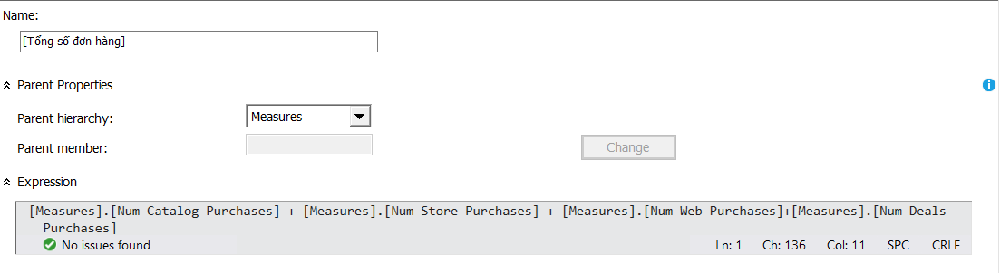 Name:
[Tổng số đơn hàng]
Parent Properties
Parent hierarchy:
Measures
Parent member:
Change
Expression
[Measures].[Num Catalog Purchases] + [Measures].[Num Store Purchases] + [Measures].[Num Web Purchases]+[Measures].[Num Deals
Purchases]
No issues found Ln: 1 Ch: 136 Col: 11 SPC CRLF